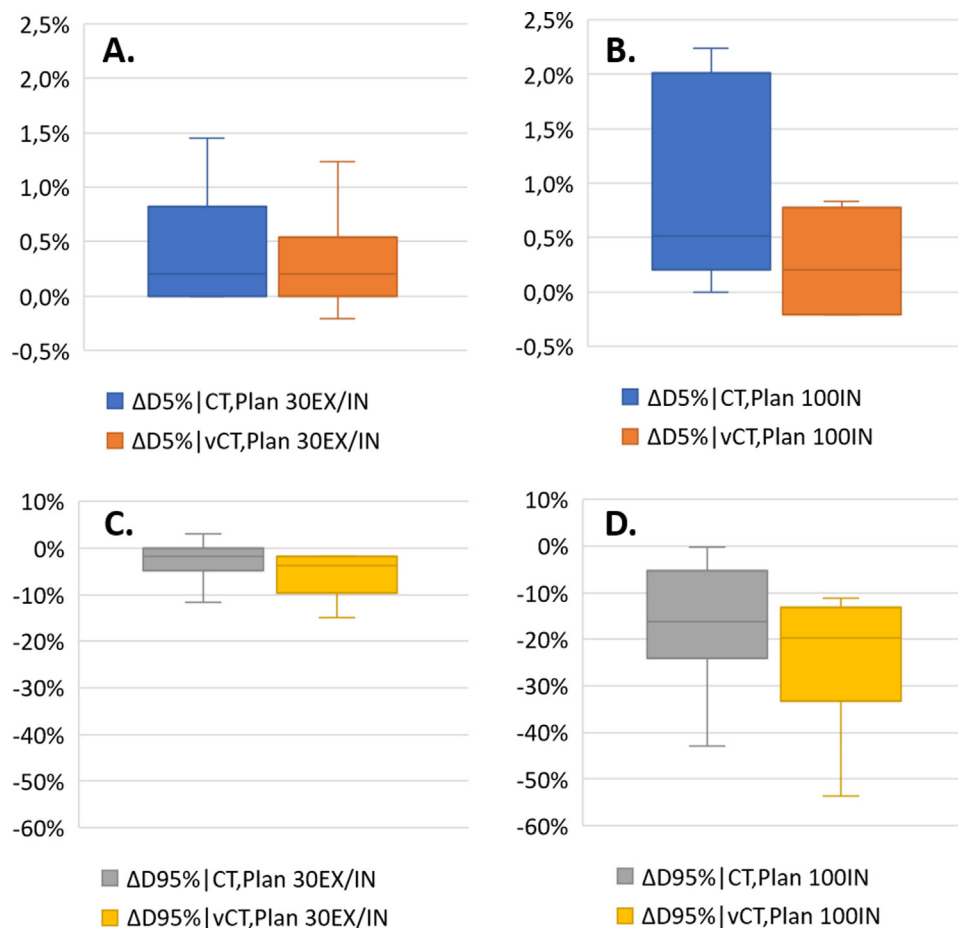 A.
2,5%
2,0%
1,5%
1,0%
0,5%
0,0%
-0,5%
ΔD5%|CT,Plan 30EX/IN
ΔD5%|vCT,Plan 30EX/IN
B.
2,5%
2,0%
1,5%
1,0%
0,5%
0,0%
-0,5%
ΔD5%|CT,Plan 100IN
ΔD5%|vCT,Plan 100IN
C.
10%
0%
-10%
-20%
-30%
-40%
-50%
-60%
ΔD95%|CT,Plan 30EX/IN
ΔD95%|vCT,Plan 30EX/IN
D.
10%
0%
-10%
-20%
-30%
-40%
-50%
-60%
ΔD95%|CT,Plan 100IN
ΔD95%|vCT,Plan 100IN